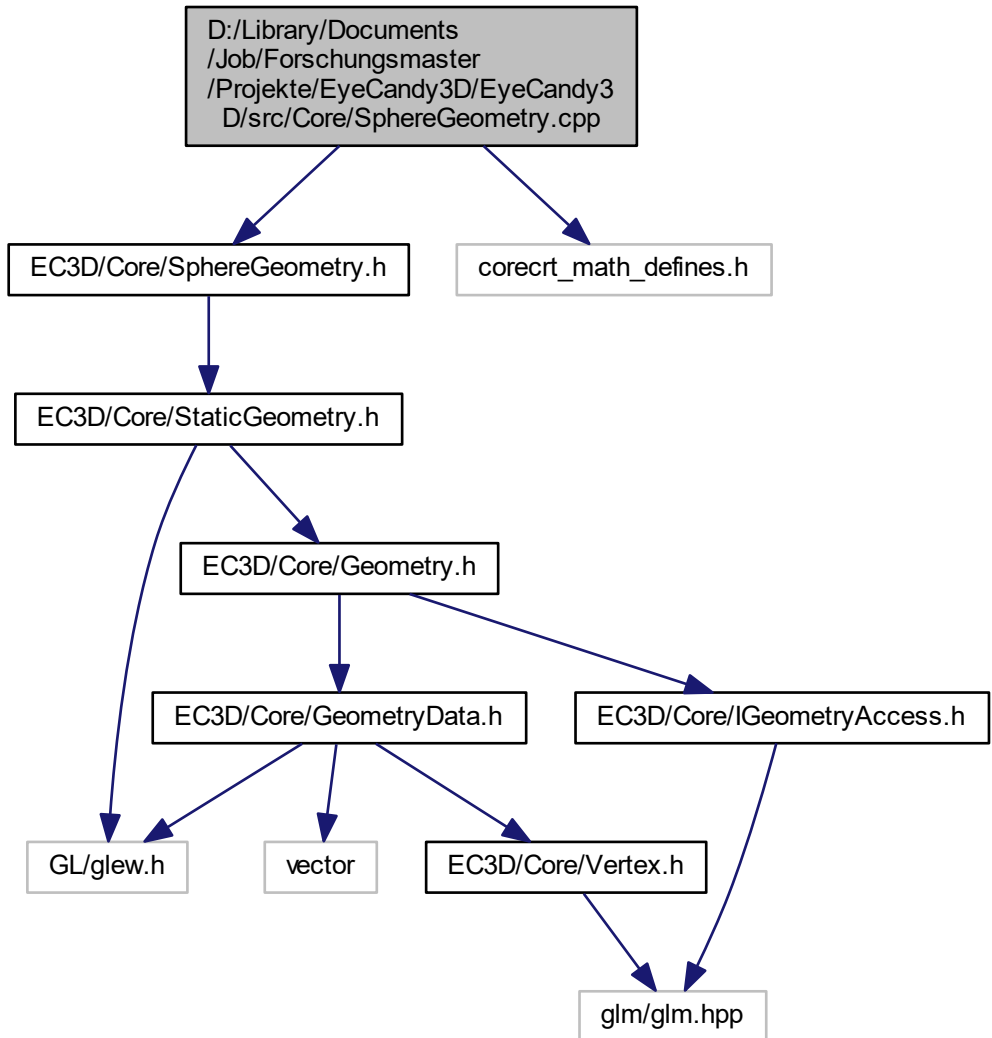 D:/Library/Documents
/Job/Forschungsmaster
/Projekte/EyeCandy3D/EyeCandy3
D/src/Core/SphereGeometry.cpp
EC3D/Core/SphereGeometry.h
corecrt_math_defines.h
EC3D/Core/StaticGeometry.h
EC3D/Core/Geometry.h
EC3D/Core/GeometryData.h
EC3D/Core/IGeometryAccess.h
GL/glew.h
vector
EC3D/Core/Vertex.h
glm/glm.hpp